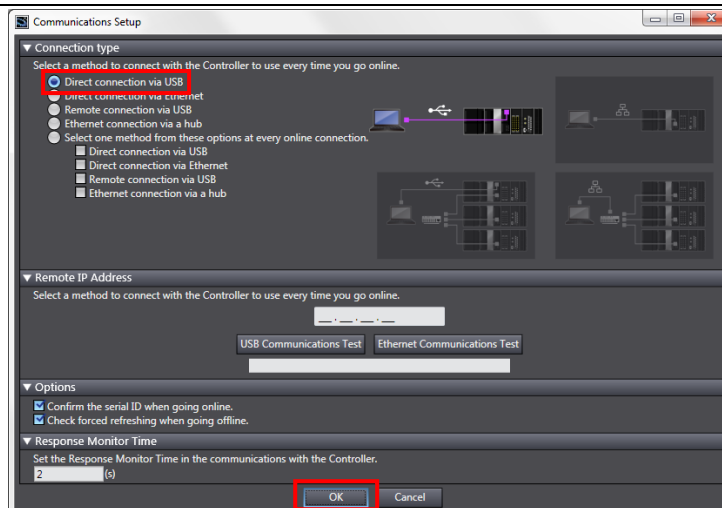 Communications Setup
▼ Connection type
Select a method to connect with the Controller to use every time you go online.
Direct connection via USB
Direct connection via Ethernet
Remote connection via USB
Ethernet connection via a hub
Select one method from these options at every online connection.
Direct connection via USB
Direct connection via Ethernet
Remote connection via USB
Ethernet connection via a hub
▼ Remote IP Address
Select a method to connect with the Controller to use every time you go online.
__.__.__.__
USB Communications Test Ethernet Communications Test
▼ Options
Confirm the serial ID when going online.
Check forced refreshing when going offline.
▼ Response Monitor Time
Set the Response Monitor Time in the communications with the Controller.
2 (s)
OK Cancel